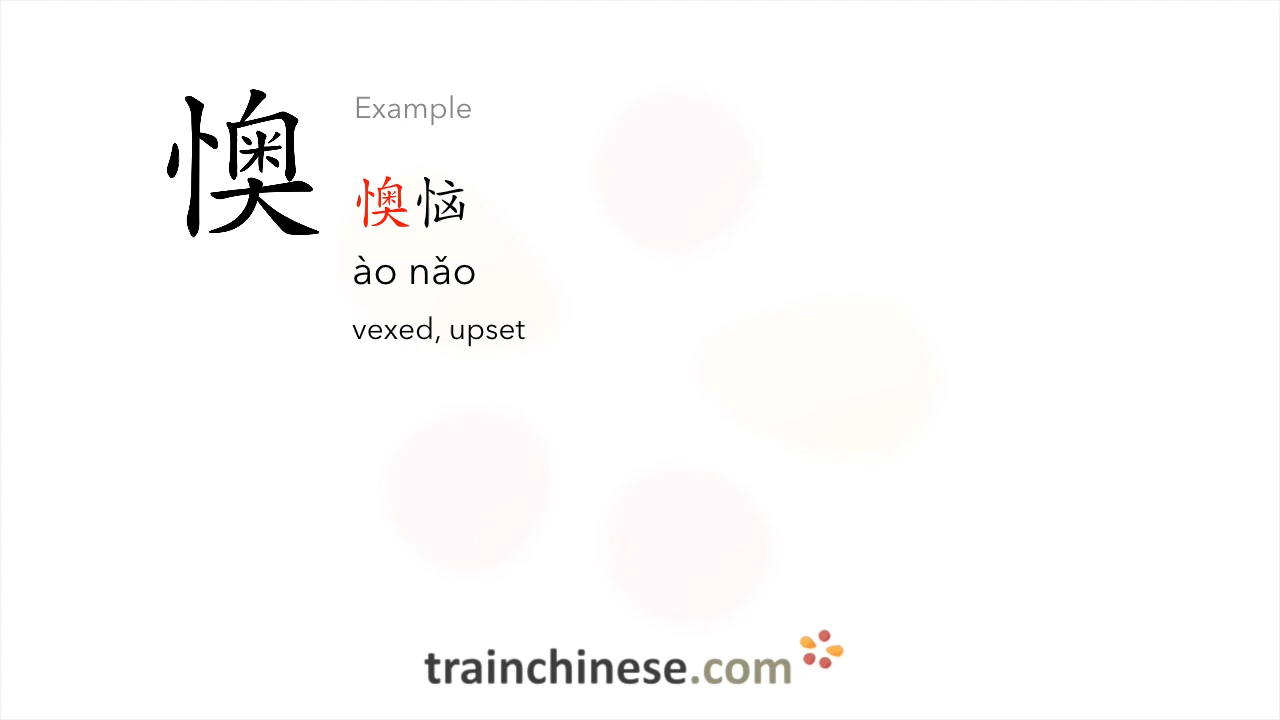 懊
Example
懊恼
ào nǎo
vexed, upset
trainchinese.com